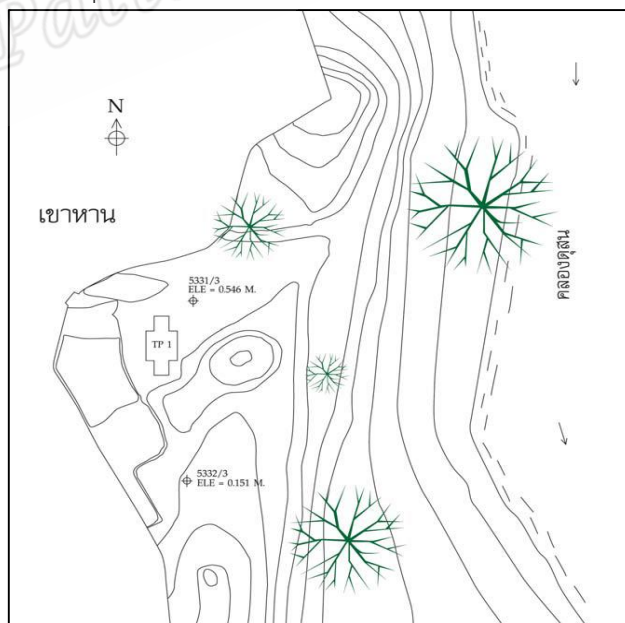 N
เขาหาน
คลองดุสน
5331/3
ELE = 0.546 M.
TP 1
5332/3
ELE = 0.151 M.